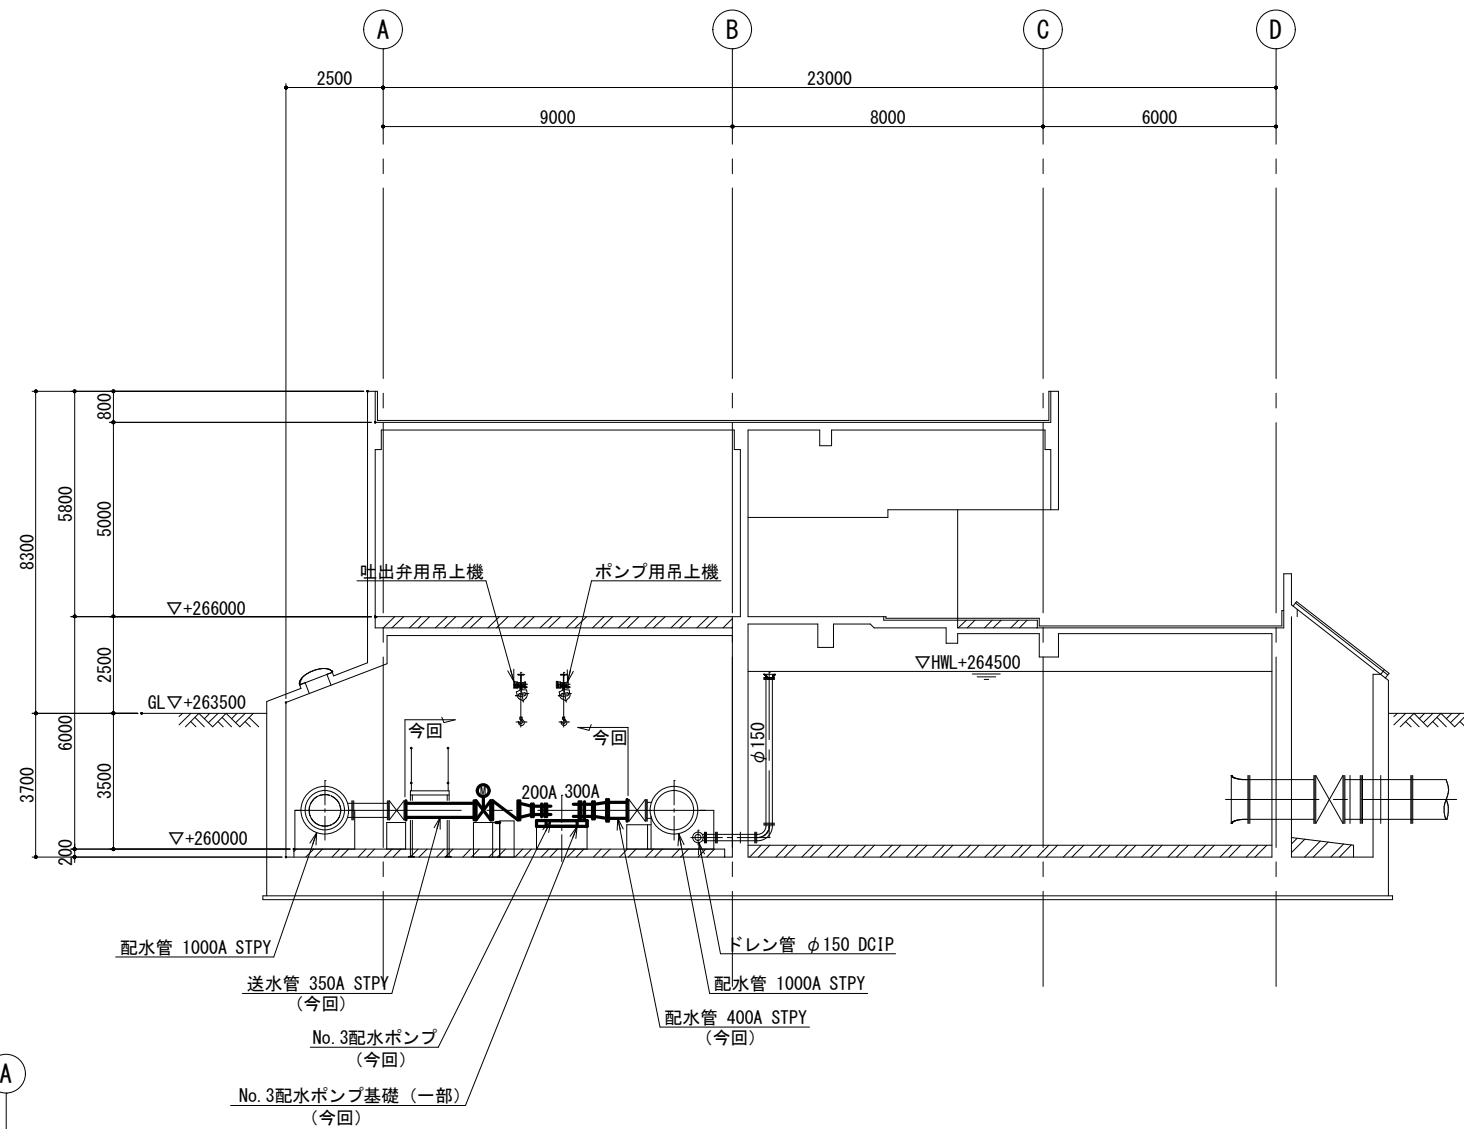 A
B
C
D
2500
23000
9000
8000
6000
800
5800
5000
8300
吐出弁用吊上機
ポンプ用吊上機
▽+266000
2500
▽HWL+264500
GL▽+263500
6000
今回
今回
φ150
3700
3500
200A
300A
▽+260000
200
配水管 1000A STPY
ドレン管 φ150 DCIP
送水管 350A STPY
(今回)
配水管 1000A STPY
配水管 400A STPY
(今回)
No.3配水ポンプ
(今回)
A
No.3配水ポンプ基礎(一部)
(今回)